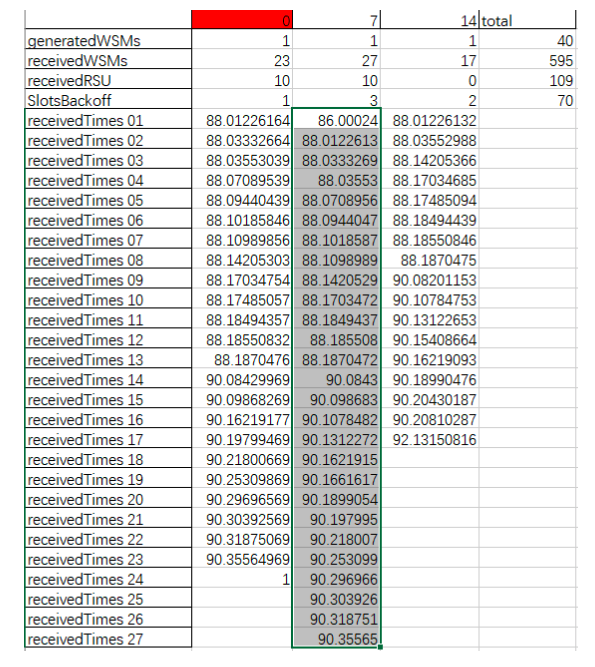 0 7 14 total
generatedWSMs 1 1 1 40
receivedWSMs 23 27 17 595
receivedRSU 10 10 0 109
SlotsBackoff 1 3 2 70
receivedTimes 01 88.01226164 86.00024 88.01226132
receivedTimes 02 88.03332664 88.0122613 88.03552988
receivedTimes 03 88.03553039 88.0333269 88.14205366
receivedTimes 04 88.07089539 88.03553 88.17034685
receivedTimes 05 88.09440439 88.0708956 88.17485094
receivedTimes 06 88.10185846 88.0944047 88.18494439
receivedTimes 07 88.10989856 88.1018587 88.18550846
receivedTimes 08 88.14205303 88.1098989 88.1870475
receivedTimes 09 88.17034754 88.1420529 90.08201153
receivedTimes 10 88.17485057 88.1703472 90.10784753
receivedTimes 11 88.18494357 88.1849437 90.13122653
receivedTimes 12 88.18550832 88.185508 90.15408664
receivedTimes 13 88.1870476 88.1870472 90.16219093
receivedTimes 14 90.08429969 90.0843 90.18990476
receivedTimes 15 90.09868269 90.098683 90.20430187
receivedTimes 16 90.16219177 90.1078482 90.20810287
receivedTimes 17 90.19799469 90.1312272 92.13150816
receivedTimes 18 90.21800669 90.1621915
receivedTimes 19 90.25309869 90.1661617
receivedTimes 20 90.29696569 90.1899054
receivedTimes 21 90.30392569 90.197995
receivedTimes 22 90.31875069 90.218007
receivedTimes 23 90.35564969 90.253099
receivedTimes 24 1 90.296966
receivedTimes 25 90.303926
receivedTimes 26 90.318751
receivedTimes 27 90.35565